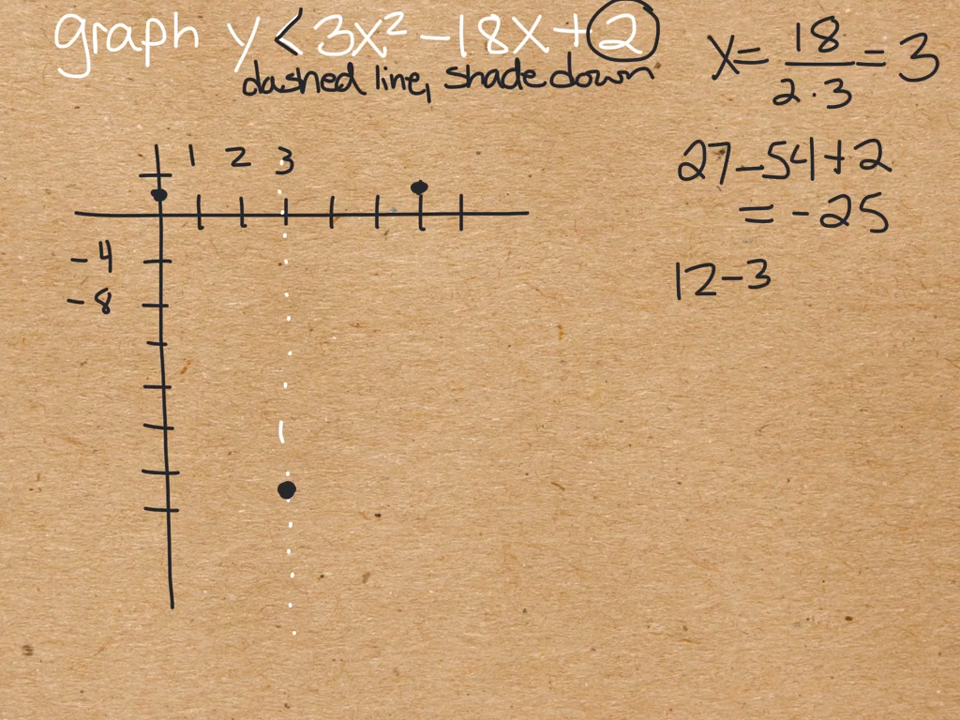 graph y < 3x² - 18x + 2
dashed line, shade down
x = 18 / 2·3 = 3
27 - 54 + 2
= -25
12 - 3
1 2 3
-4
-8